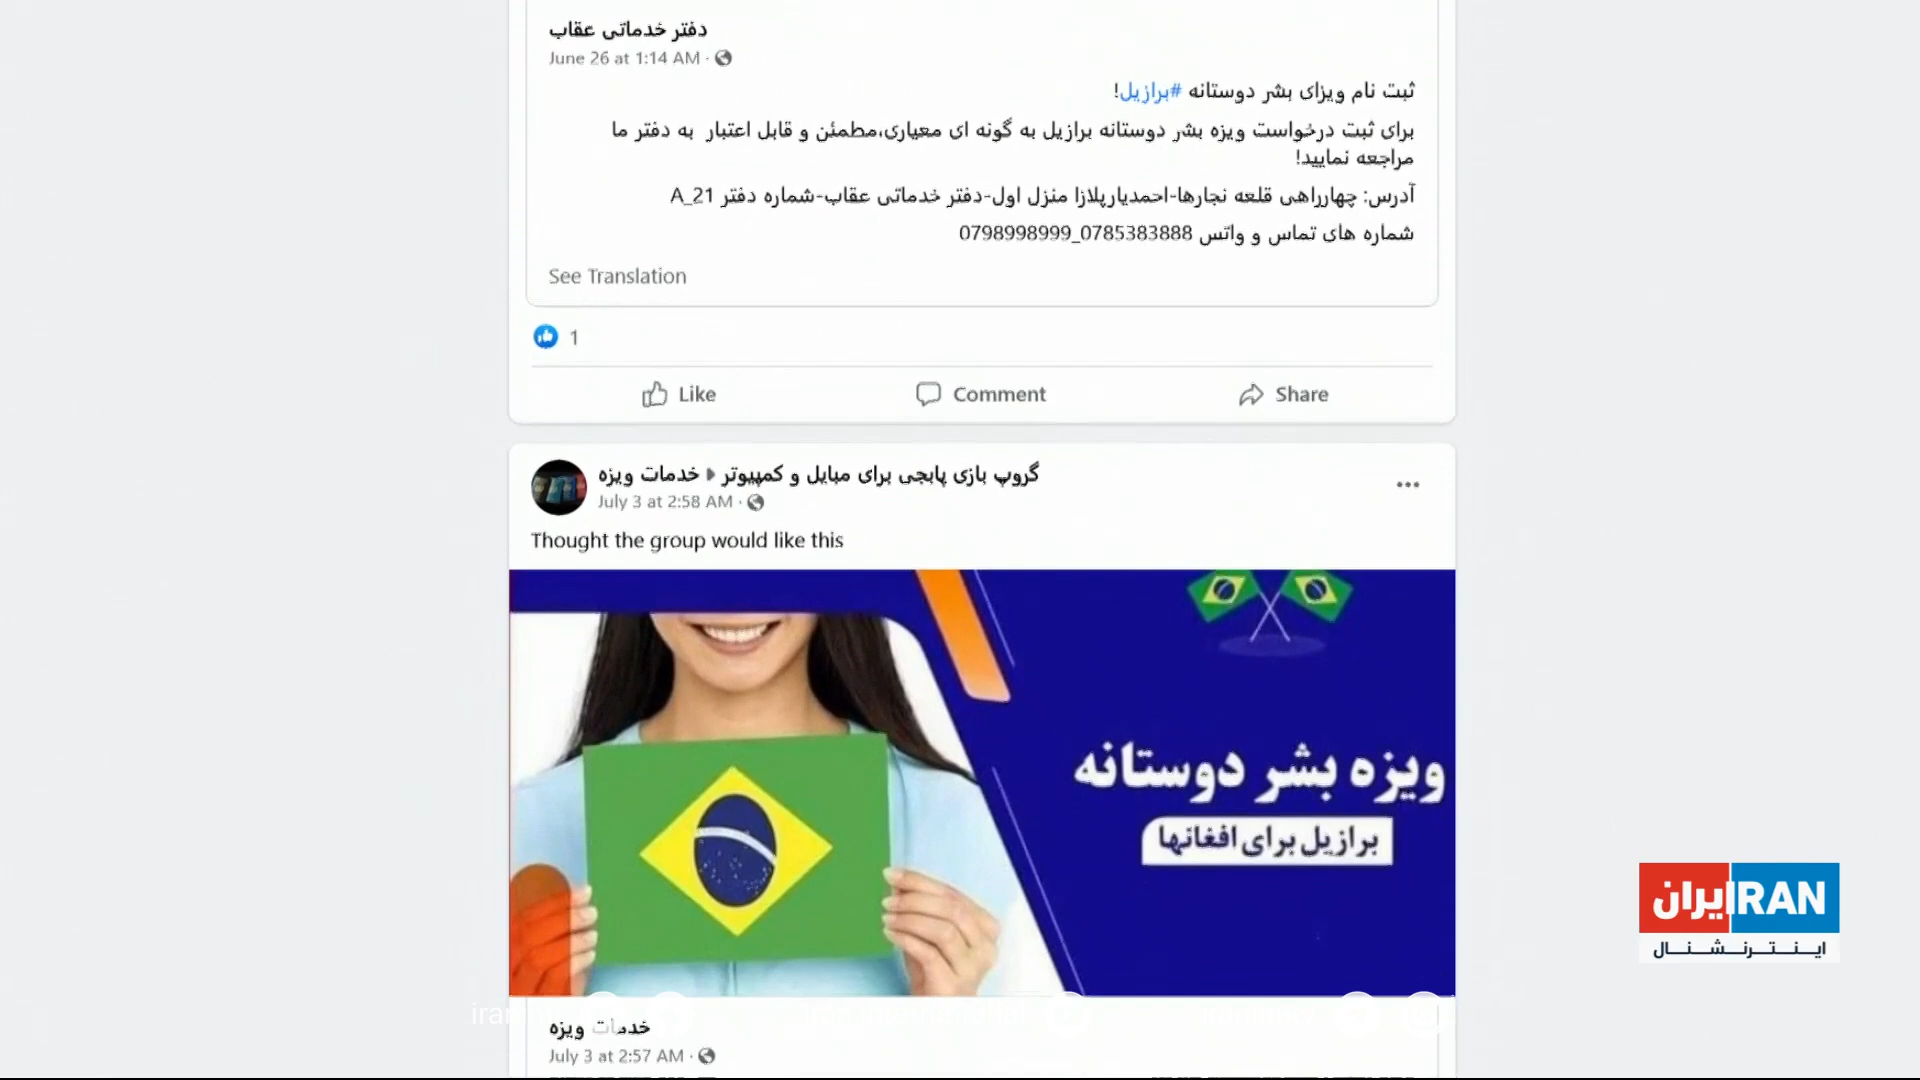 دفتر خدماتی عقاب
June 26 at 1:14 AM ·
ثبت نام ویزای بشر دوستانه #برازیل!
برای ثبت درخواست ویزه بشر دوستانه برازیل به گونه ای معیاری،مطمئن و قابل اعتبار به دفتر ما
مراجعه نمایید!
آدرس: چهارراهی قلعه نجارها-احمدیارپلازا منزل اول-دفتر خدماتی عقاب-شماره دفتر A_21
شماره های تماس و واتس 0785383888_0798998999
See Translation
1
Like
Comment
Share
خدمات ویزه ▸ گروپ بازی پابجی برای مبایل و کمپیوتر
July 3 at 2:58 AM ·
Thought the group would like this
ویزه بشر دوستانه
برازیل برای افغانها
ایران IRAN
اینترنشنال
خدمات ویزه
July 3 at 2:57 AM ·